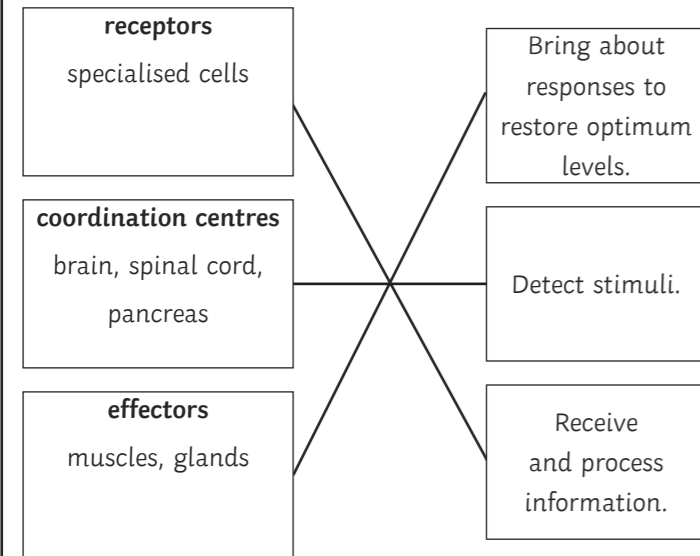 receptors
specialised cells
coordination centres
brain, spinal cord,
pancreas
effectors
muscles, glands
Bring about
responses to
restore optimum
levels.
Detect stimuli.
Receive
and process
information.